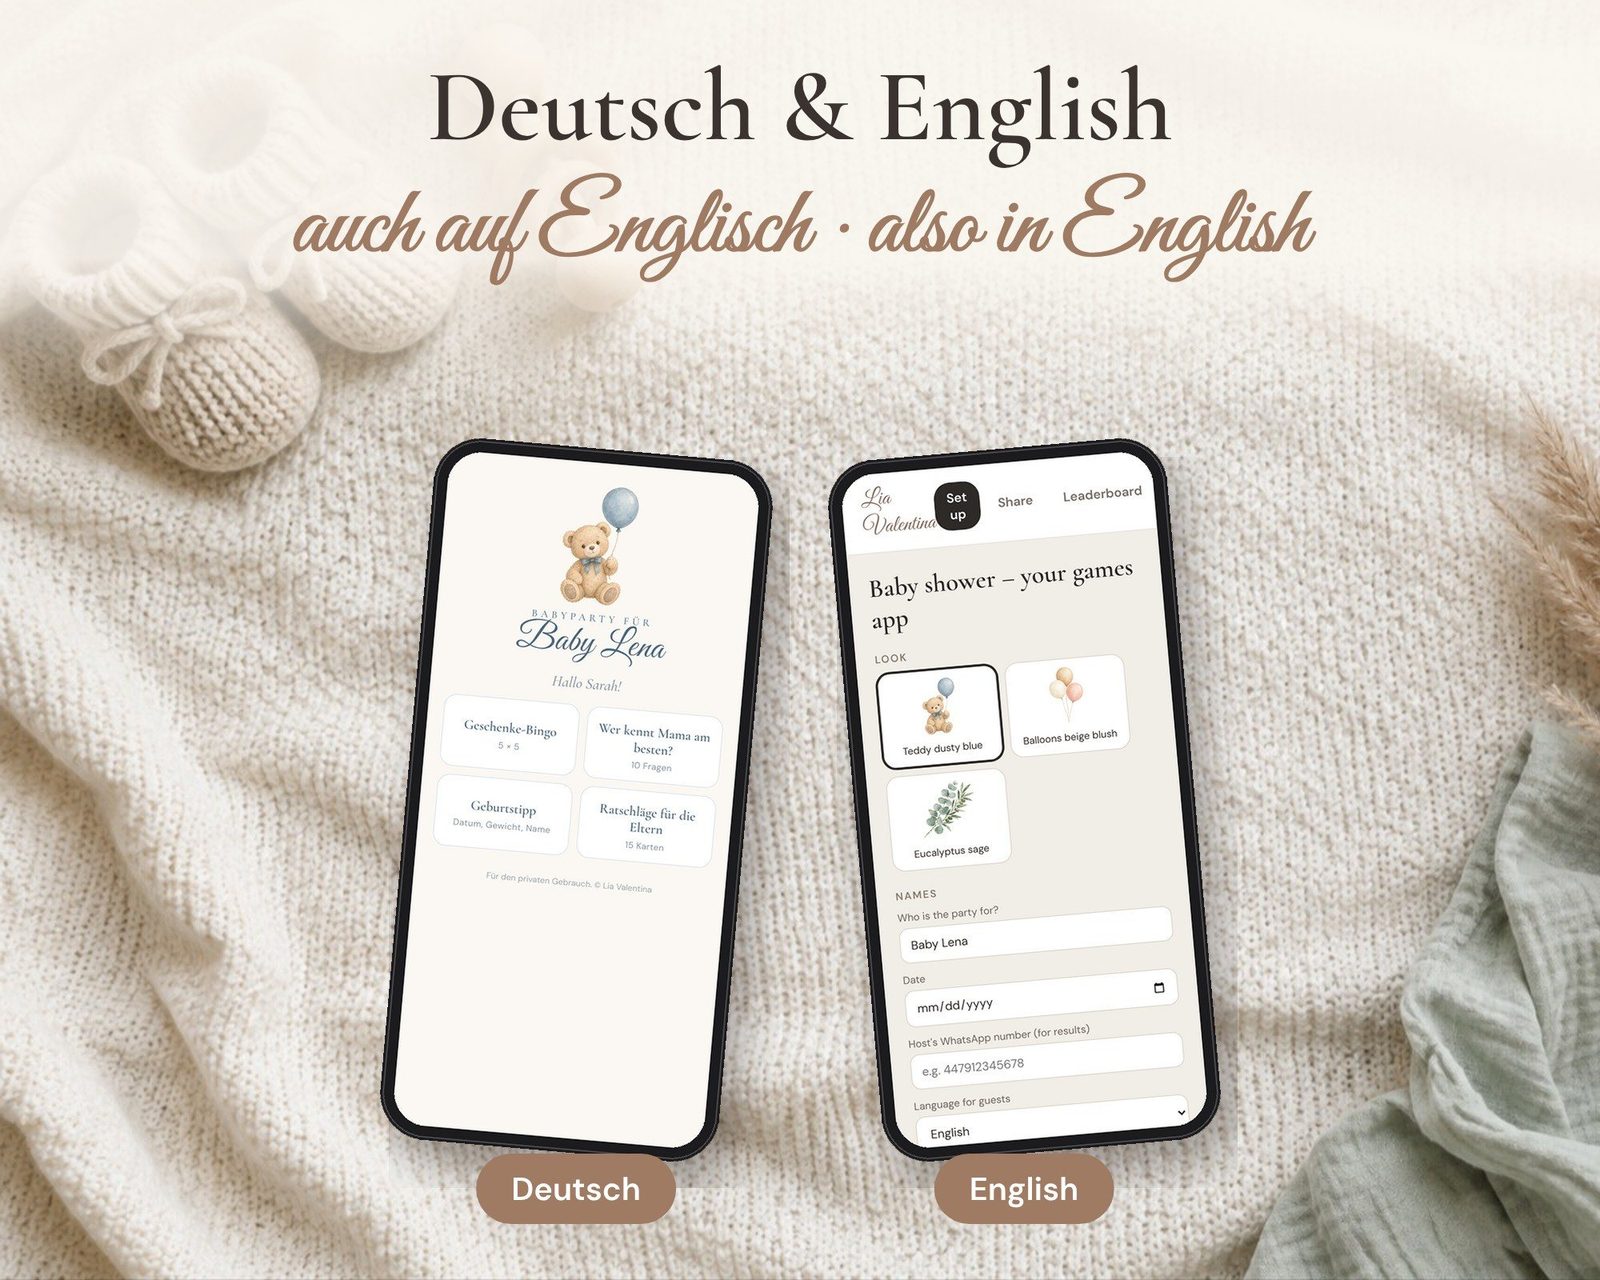 Deutsch & English
auch auf Englisch · also in English
BABYPARTY FÜR
Baby Lena
Hallo Sarah!
Geschenke-Bingo
5 × 5
Wer kennt Mama am
besten?
10 Fragen
Geburtstipp
Datum, Gewicht, Name
Ratschläge für die
Eltern
15 Karten
Für den privaten Gebrauch. © Lia Valentina
Deutsch
Lia
Valentina
Set
up
Share
Leaderboard
Baby shower – your games
app
LOOK
Teddy dusty blue
Balloons beige blush
Eucalyptus sage
NAMES
Who is the party for?
Baby Lena
Date
mm/dd/yyyy
Host's WhatsApp number (for results)
e.g. 447912345678
Language for guests
English
English